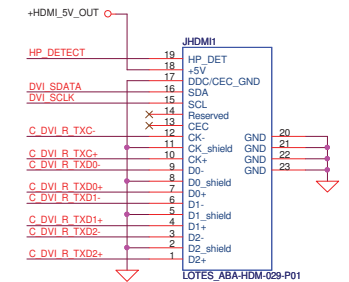 +HDMI_5V_OUT
JHDMI1
HP_DETECT 19 HP_DET
18 +5V
17 DDC/CEC_GND
DVI_SDATA 16 SDA
DVI_SCLK 15 SCL
14 Reserved
13 CEC
C_DVI_R_TXC- 12 CK- GND 20
11 CK_shield GND 21
C_DVI_R_TXC+ 10 CK+ GND 22
C_DVI_R_TXD0- 9 D0- GND 23
8 D0_shield
C_DVI_R_TXD0+ 7 D0+
C_DVI_R_TXD1- 6 D1-
5 D1_shield
C_DVI_R_TXD1+ 4 D1+
C_DVI_R_TXD2- 3 D2-
2 D2_shield
C_DVI_R_TXD2+ 1 D2+
LOTES_ABA-HDM-029-P01